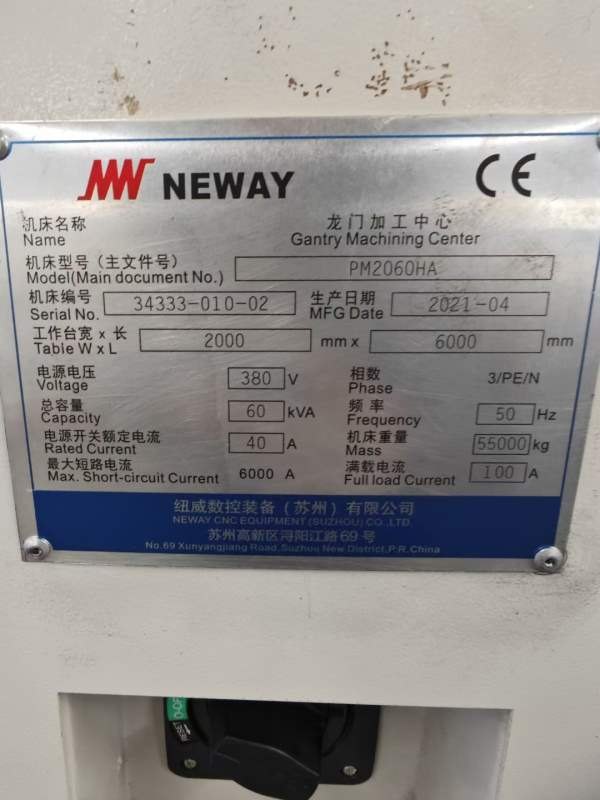 NEWAY CE
机床名称 龙门加工中心
Name Gantry Machining Center
机床型号 (主文件号)
Model(Main document No.) PM2060HA
机床编号 生产日期
Serial No. 34333-010-02 MFG Date 2021-04
工作台宽 x 长
Table W x L 2000 mm x 6000 mm
电源电压 相数
Voltage 380 V Phase 3/PE/N
总容量 频 率
Capacity 60 kVA Frequency 50 Hz
电源开关额定电流 机床重量
Rated Current 40 A Mass 55000 kg
最大短路电流 满载电流
Max. Short-circuit Current 6000 A Full load Current 100 A
纽威数控装备 (苏州) 有限公司
NEWAY CNC EQUIPMENT (SUZHOU) CO.,LTD.
苏州高新区浔阳江路 69 号
No.69 Xunyangjiang Road,Suzhou New District,P.R.China